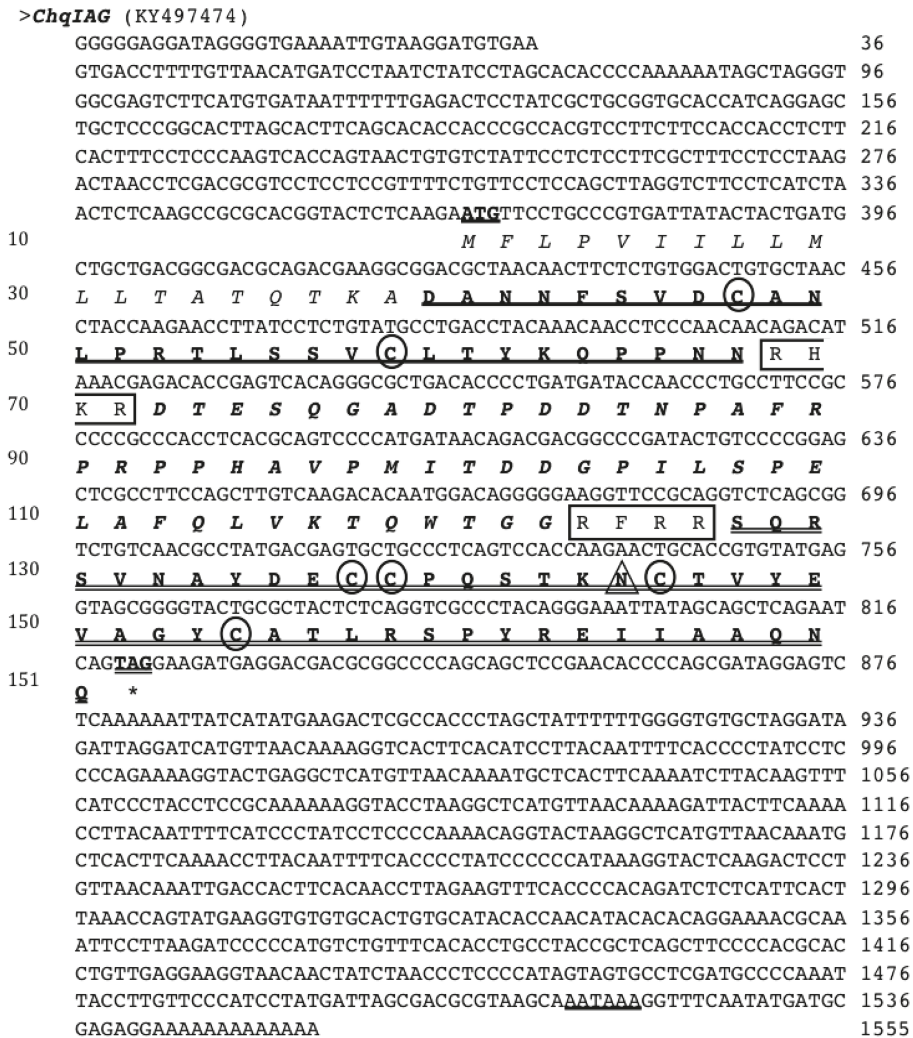 >ChqIAG (KY497474)
GGGGGAGGATAGGGGTGAAAATTGTAAGGATGTGAA 36
GTGACCTTTTGTTAACATGATCCTAATCTATCCTAGCACACCCCAAAAAATAGCTAGGGT 96
GGCGAGTCTTCATGTGATAATTTTTTGAGACTCCTATCGCTGCGGTGCACCATCAGGAGC 156
TGCTCCCGGCACTTAGCACTTCAGCACACCACCCGCCACGTCCTTCTTCCACCACCTCTT 216
CACTTTCCTCCCAAGTCACCAGTAACTGTGTCTATTCCTCTCCTTCGCTTTCCTCCTAAG 276
ACTAACCTCGACGCGTCCTCCTCCGTTTTCTGTTCCTCCAGCTTAGGTCTTCCTCATCTA 336
ACTCTCAAGCCGCGCACGGTACTCTCAAGAATGTTCCTGCCCGTGATTATACTACTGATG 396
10 M F L P V I I L L M
CTGCTGACGGCGACGCAGACGAAGGCGGACGCTAACAACTTCTCTGTGGACTGTGCTAAC 456
30 L L T A T Q T K A D A N N F S V D C A N
CTACCAAGAACCTTATCCTCTGTATGCCTGACCTACAAACAACCTCCCAACAACAGACAT 516
50 L P R T L S S V C L T Y K Q P P N N R H
AAACGAGACACCGAGTCACAGGGCGCTGACACCCCTGATGATACCAACCCTGCCTTCCGC 576
70 K R D T E S Q G A D T P D D T N P A F R
CCCCGCCCACCTCACGCAGTCCCCATGATAACAGACGACGGCCCGATACTGTCCCCGGAG 636
90 P R P P H A V P M I T D D G P I L S P E
CTCGCCTTCCAGCTTGTCAAGACACAATGGACAGGGGGAAGGTTCCGCAGGTCTCAGCGG 696
110 L A F Q L V K T Q W T G G R F R R S Q R
TCTGTCAACGCCTATGACGAGTGCTGCCCTCAGTCCACCAAGAACTGCACCGTGTATGAG 756
130 S V N A Y D E C C P Q S T K N C T V Y E
GTAGCGGGGTACTGCGCTACTCTCAGGTCGCCCTACAGGGAAATTATAGCAGCTCAGAAT 816
150 V A G Y C A T L R S P Y R E I I A A Q N
CAGTAGGAAGATGAGGACGACGCGGCCCCAGCAGCTCCGAACACCCCAGCGATAGGAGTC 876
151 Q *
TCAAAAAATTATCATATGAAGACTCGCCACCCTAGCTATTTTTTGGGGTGTGCTAGGATA 936
GATTAGGATCATGTTAACAAAAGGTCACTTCACATCCTTACAATTTTCACCCCTATCCTC 996
CCCAGAAAAGGTACTGAGGCTCATGTTAACAAAATGCTCACTTCAAAATCTTACAAGTTT 1056
CATCCCTACCTCCGCAAAAAAGGTACCTAAGGCTCATGTTAACAAAAGATTACTTCAAAA 1116
CCTTACAATTTTCATCCCTATCCTCCCCAAAACAGGTACTAAGGCTCATGTTAACAAATG 1176
CTCACTTCAAAACCTTACAATTTTCACCCCTATCCCCCCATAAAGGTACTCAAGACTCCT 1236
GTTAACAAATTGACCACTTCACAACCTTAGAAGTTTCACCCCACAGATCTCTCATTCACT 1296
TAAACCAGTATGAAGGTGTGTGCACTGTGCATACACCAACATACACACAGGAAAACGCAA 1356
ATTCCTTAAGATCCCCCATGTCTGTTTCACACCTGCCTACCGCTCAGCTTCCCCACGCAC 1416
CTGTTGAGGAAGGTAACAACTATCTAACCCTCCCCATAGTAGTGCCTCGATGCCCCAAAT 1476
TACCTTGTTCCCATCCTATGATTAGCGACGCGTAAGCAAATAAAGGTTTCAATATGATGC 1536
GAGAGGAAAAAAAAAAAAA 1555